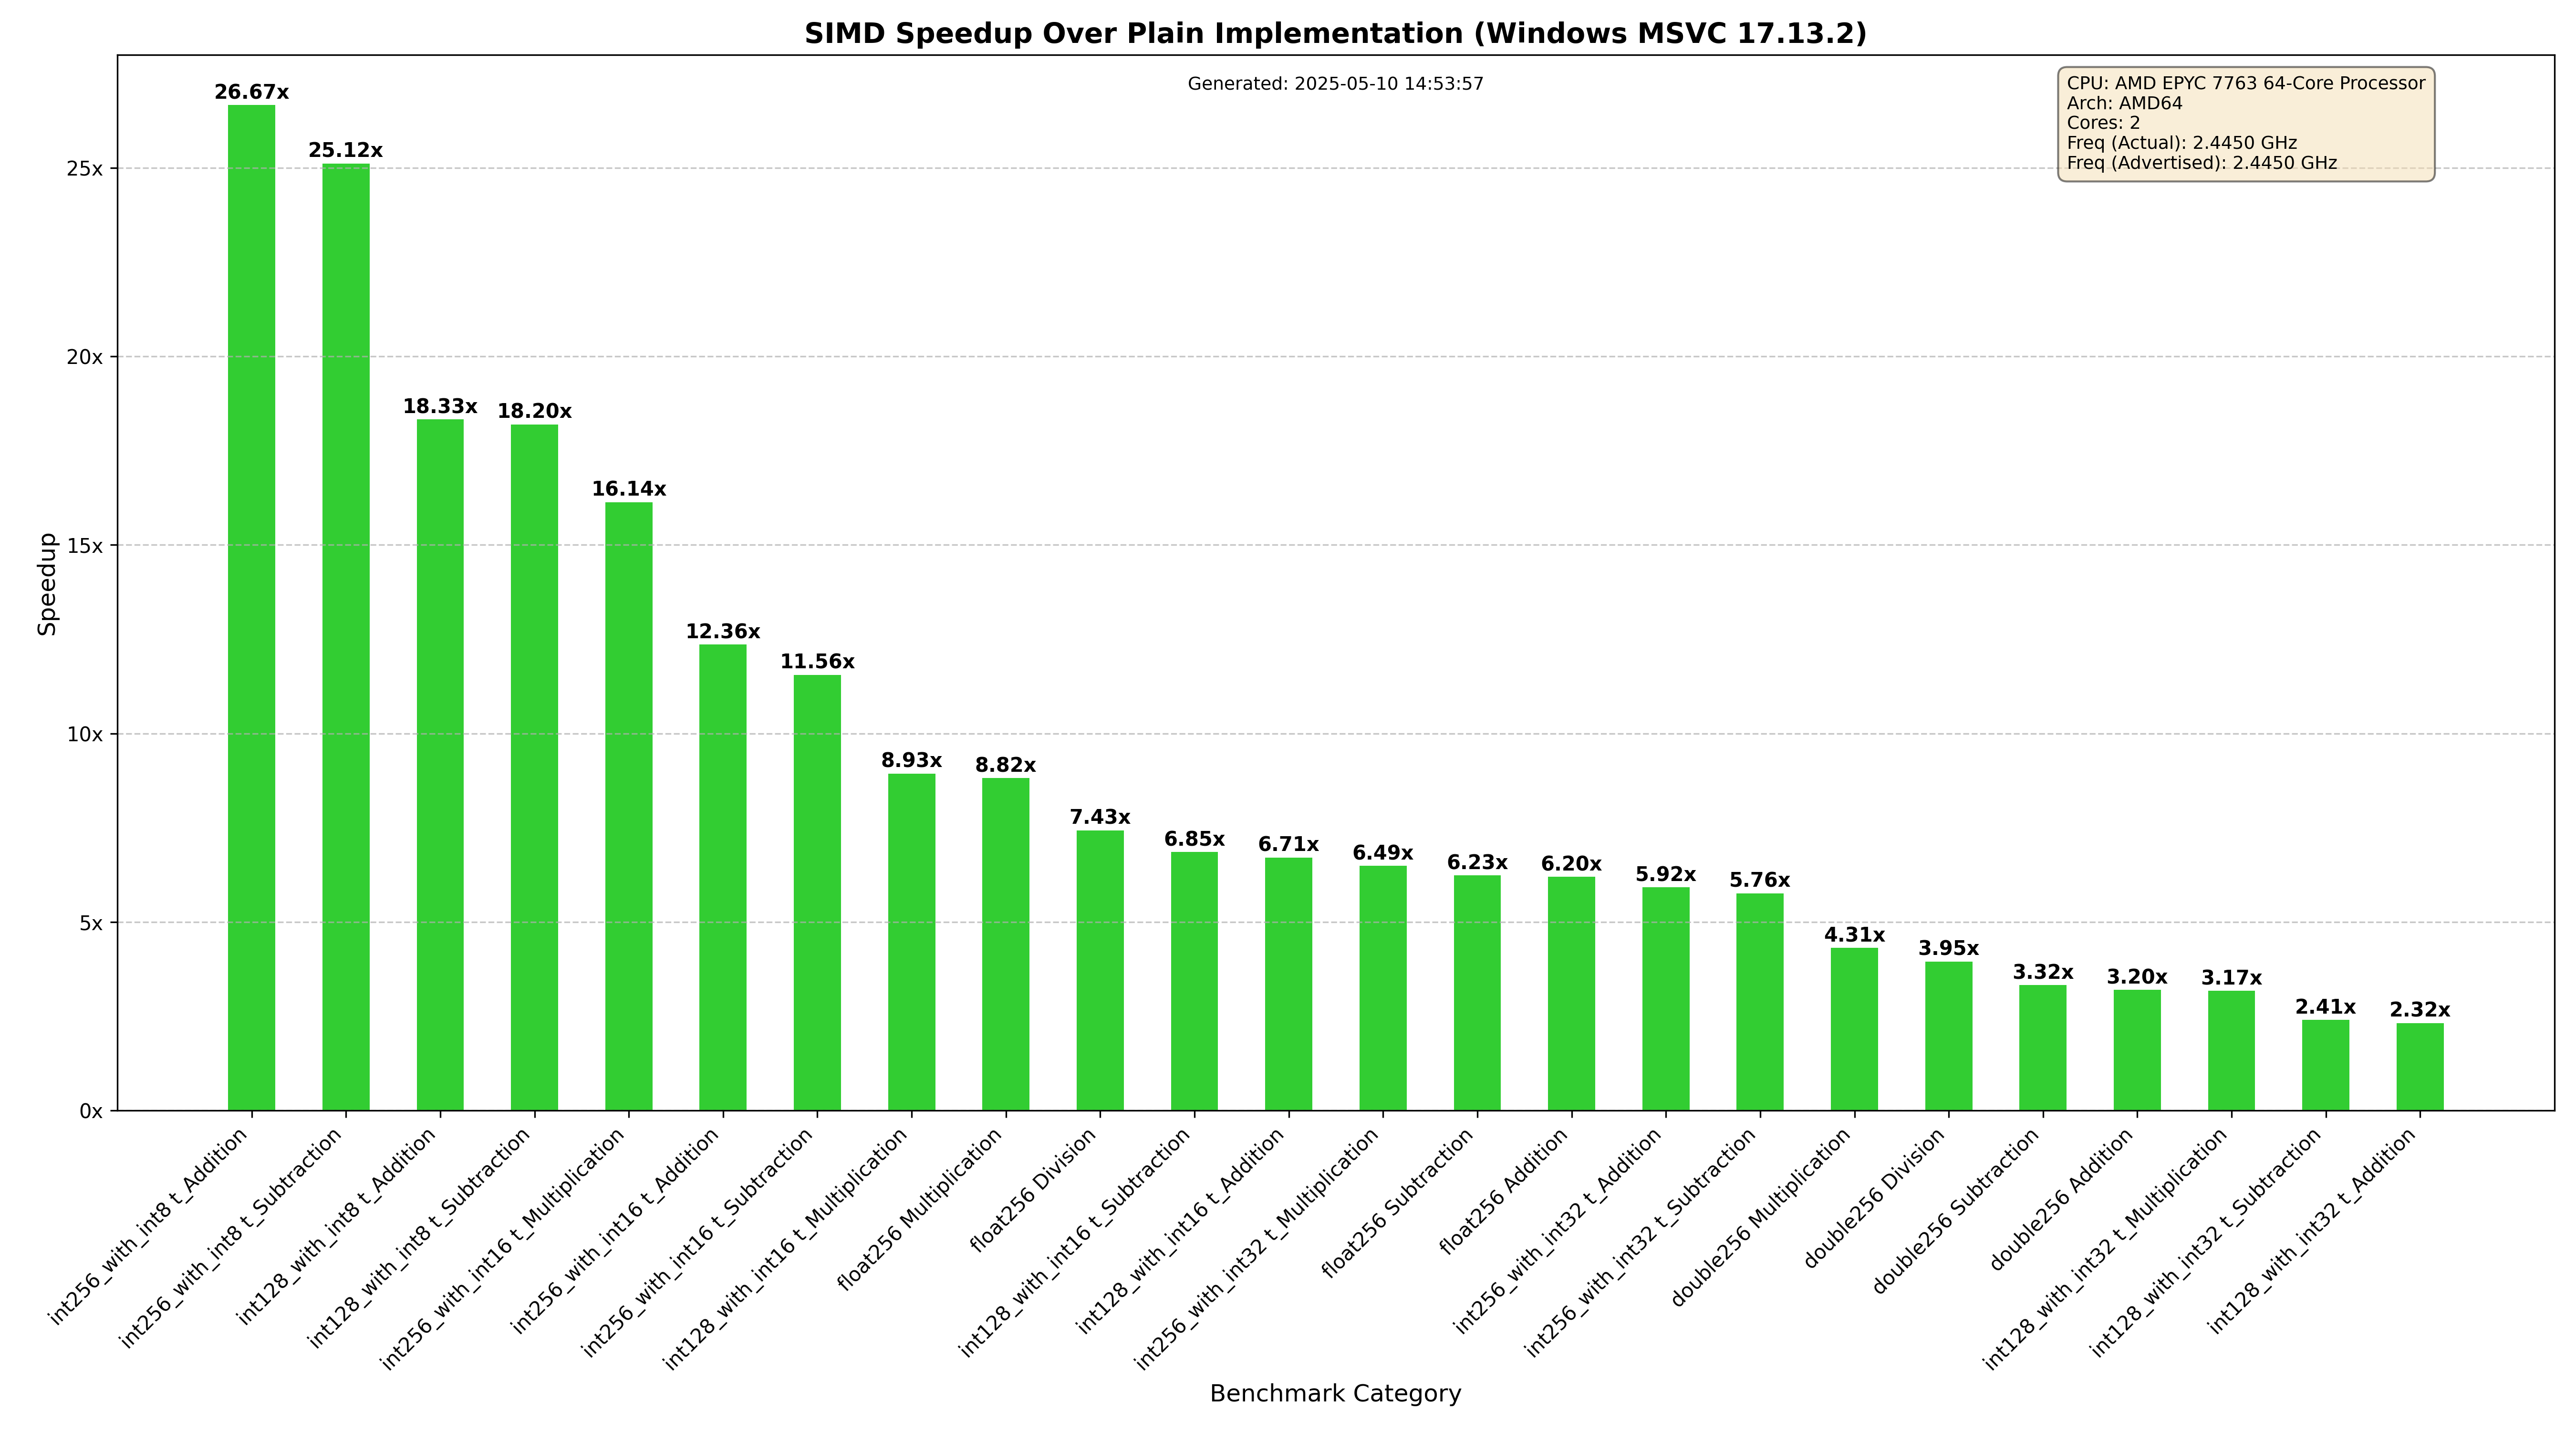 SIMD Speedup Over Plain Implementation (Windows MSVC 17.13.2)
Generated: 2025-05-10 14:53:57
CPU: AMD EPYC 7763 64-Core Processor
Arch: AMD64
Cores: 2
Freq (Actual): 2.4450 GHz
Freq (Advertised): 2.4450 GHz
Speedup
25x
20x
15x
10x
5x
0x
26.67x
25.12x
18.33x
18.20x
16.14x
12.36x
11.56x
8.93x
8.82x
7.43x
6.85x
6.71x
6.49x
6.23x
6.20x
5.92x
5.76x
4.31x
3.95x
3.32x
3.20x
3.17x
2.41x
2.32x
int256_with_int8 t_Addition
int256_with_int8 t_Subtraction
int128_with_int8 t_Addition
int128_with_int8 t_Subtraction
int256_with_int16 t_Multiplication
int256_with_int16 t_Addition
int256_with_int16 t_Subtraction
int128_with_int16 t_Multiplication
float256 Multiplication
float256 Division
int128_with_int16 t_Subtraction
int128_with_int16 t_Addition
int256_with_int32 t_Multiplication
float256 Subtraction
float256 Addition
int256_with_int32 t_Addition
int256_with_int32 t_Subtraction
double256 Multiplication
double256 Division
double256 Subtraction
double256 Addition
int128_with_int32 t_Multiplication
int128_with_int32 t_Subtraction
int128_with_int32 t_Addition
Benchmark Category